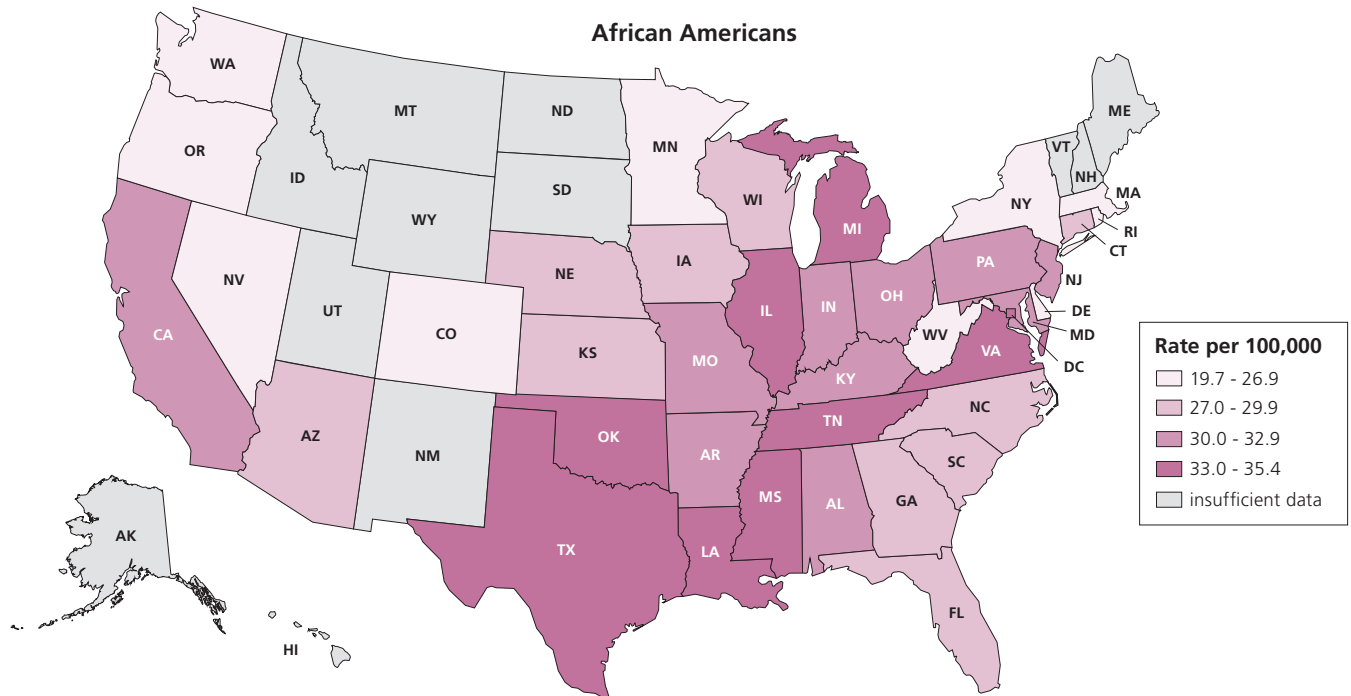 African Americans
WA
MT
ND
MN
ME
VT
NH
OR
ID
SD
WI
MI
NY
MA
RI
CT
WY
NV
UT
CO
NE
IA
IL
IN
OH
PA
NJ
DE
MD
DC
WV
VA
CA
AZ
NM
KS
MO
KY
TN
NC
SC
OK
AR
MS
AL
GA
TX
LA
FL
AK
HI
Rate per 100,000
19.7 - 26.9
27.0 - 29.9
30.0 - 32.9
33.0 - 35.4
insufficient data